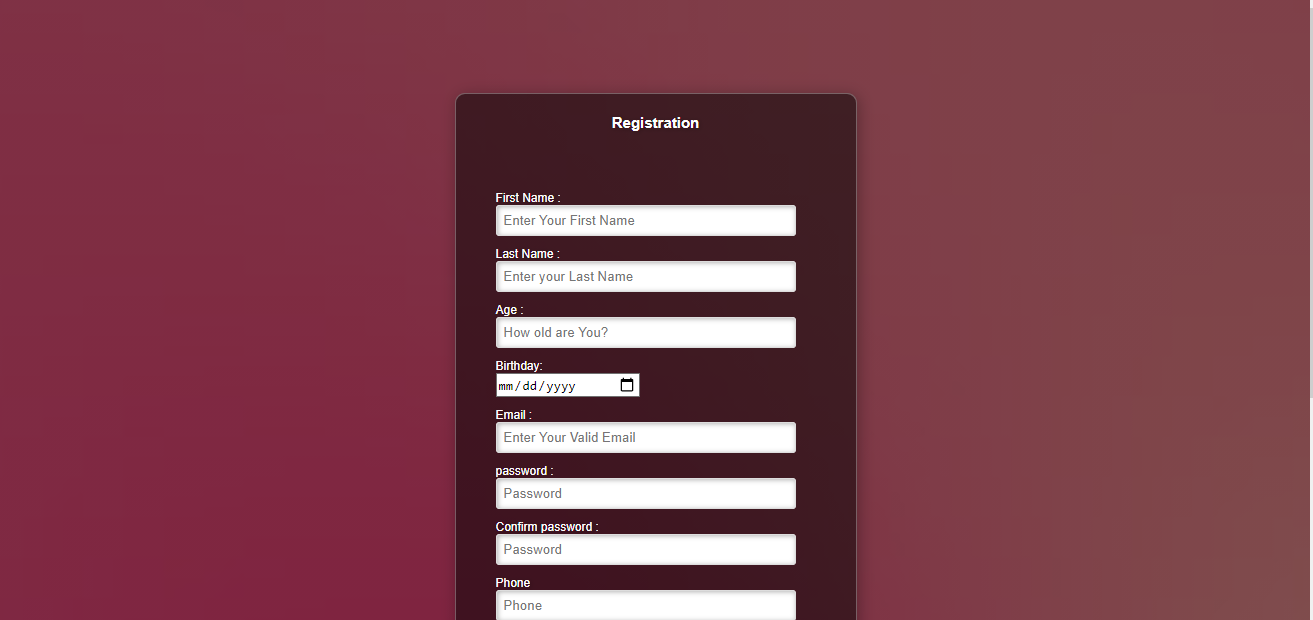 Registration
First Name :
Enter Your First Name
Last Name :
Enter your Last Name
Age :
How old are You?
Birthday:
mm/dd/yyyy
Email :
Enter Your Valid Email
password :
Password
Confirm password :
Password
Phone
Phone